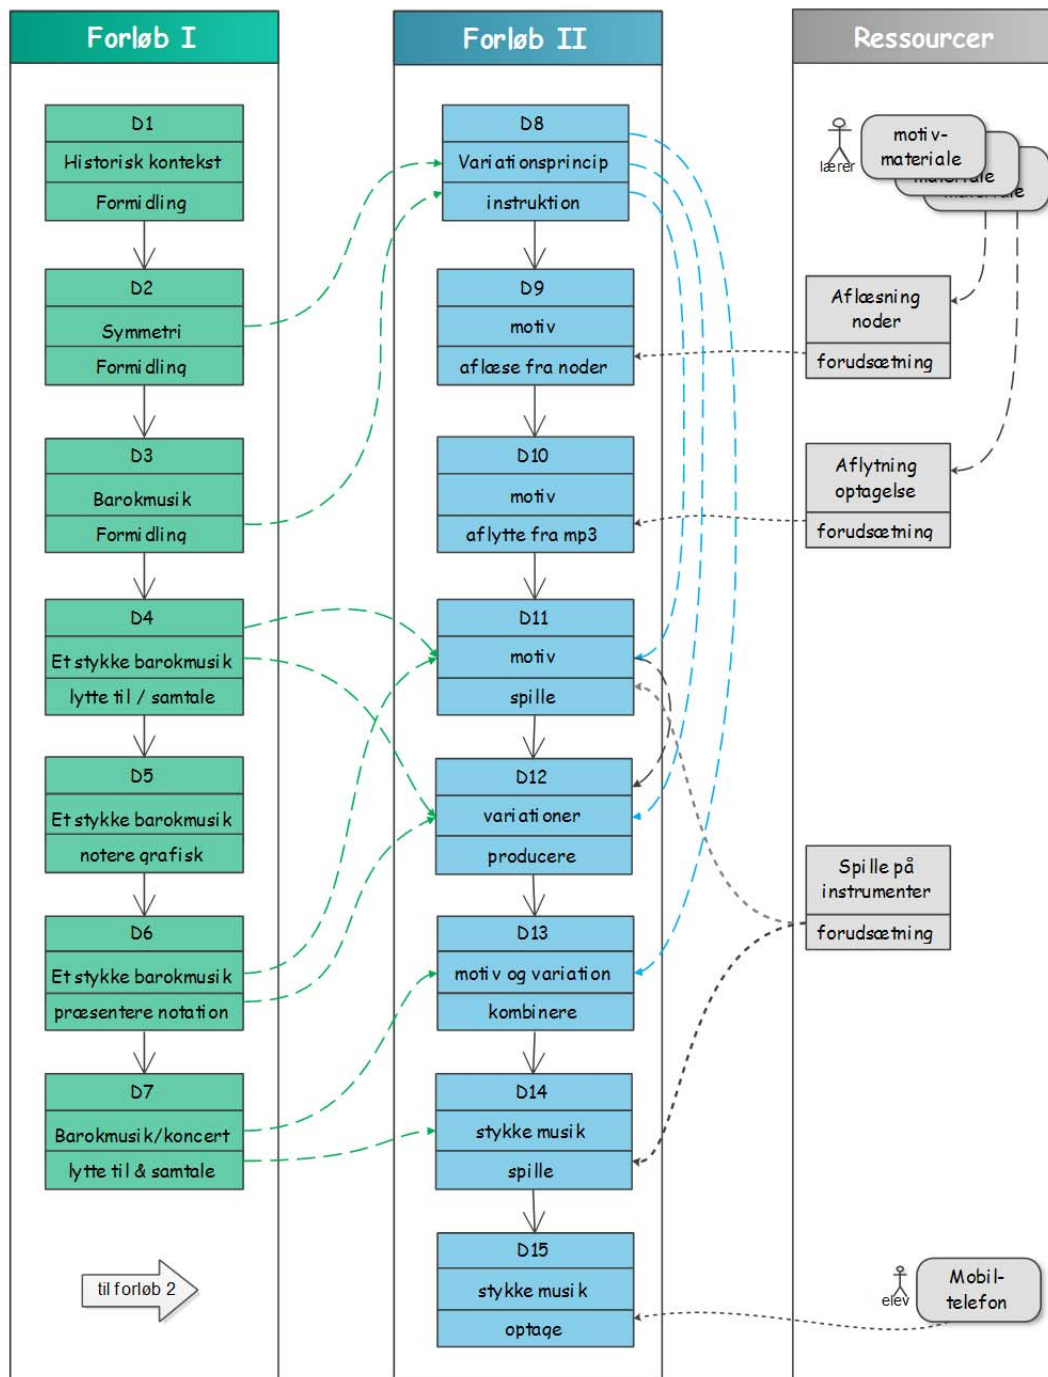 Forløb I
D1
Historisk kontekst
Formidling
D2
Symmetri
Formidling
D3
Barokmusik
Formidling
D4
Et stykke barokmusik
lytte til / samtale
D5
Et stykke barokmusik
notere grafisk
D6
Et stykke barokmusik
præsentere notation
D7
Barokmusik/koncert
lytte til & samtale
til forløb 2
Forløb II
D8
Variationsprincip
instruktion
D9
motiv
aflæse fra noder
D10
motiv
aflytte fra mp3
D11
motiv
spille
D12
variationer
producere
D13
motiv og variation
kombinere
D14
stykke musik
spille
D15
stykke musik
optage
Ressourcer
lærer
motiv-
materiale
materiale
materiale
Aflæsning
noder
forudsætning
Aflytning
optagelse
forudsætning
Spille på
instrumenter
forudsætning
elev
Mobil-
telefon